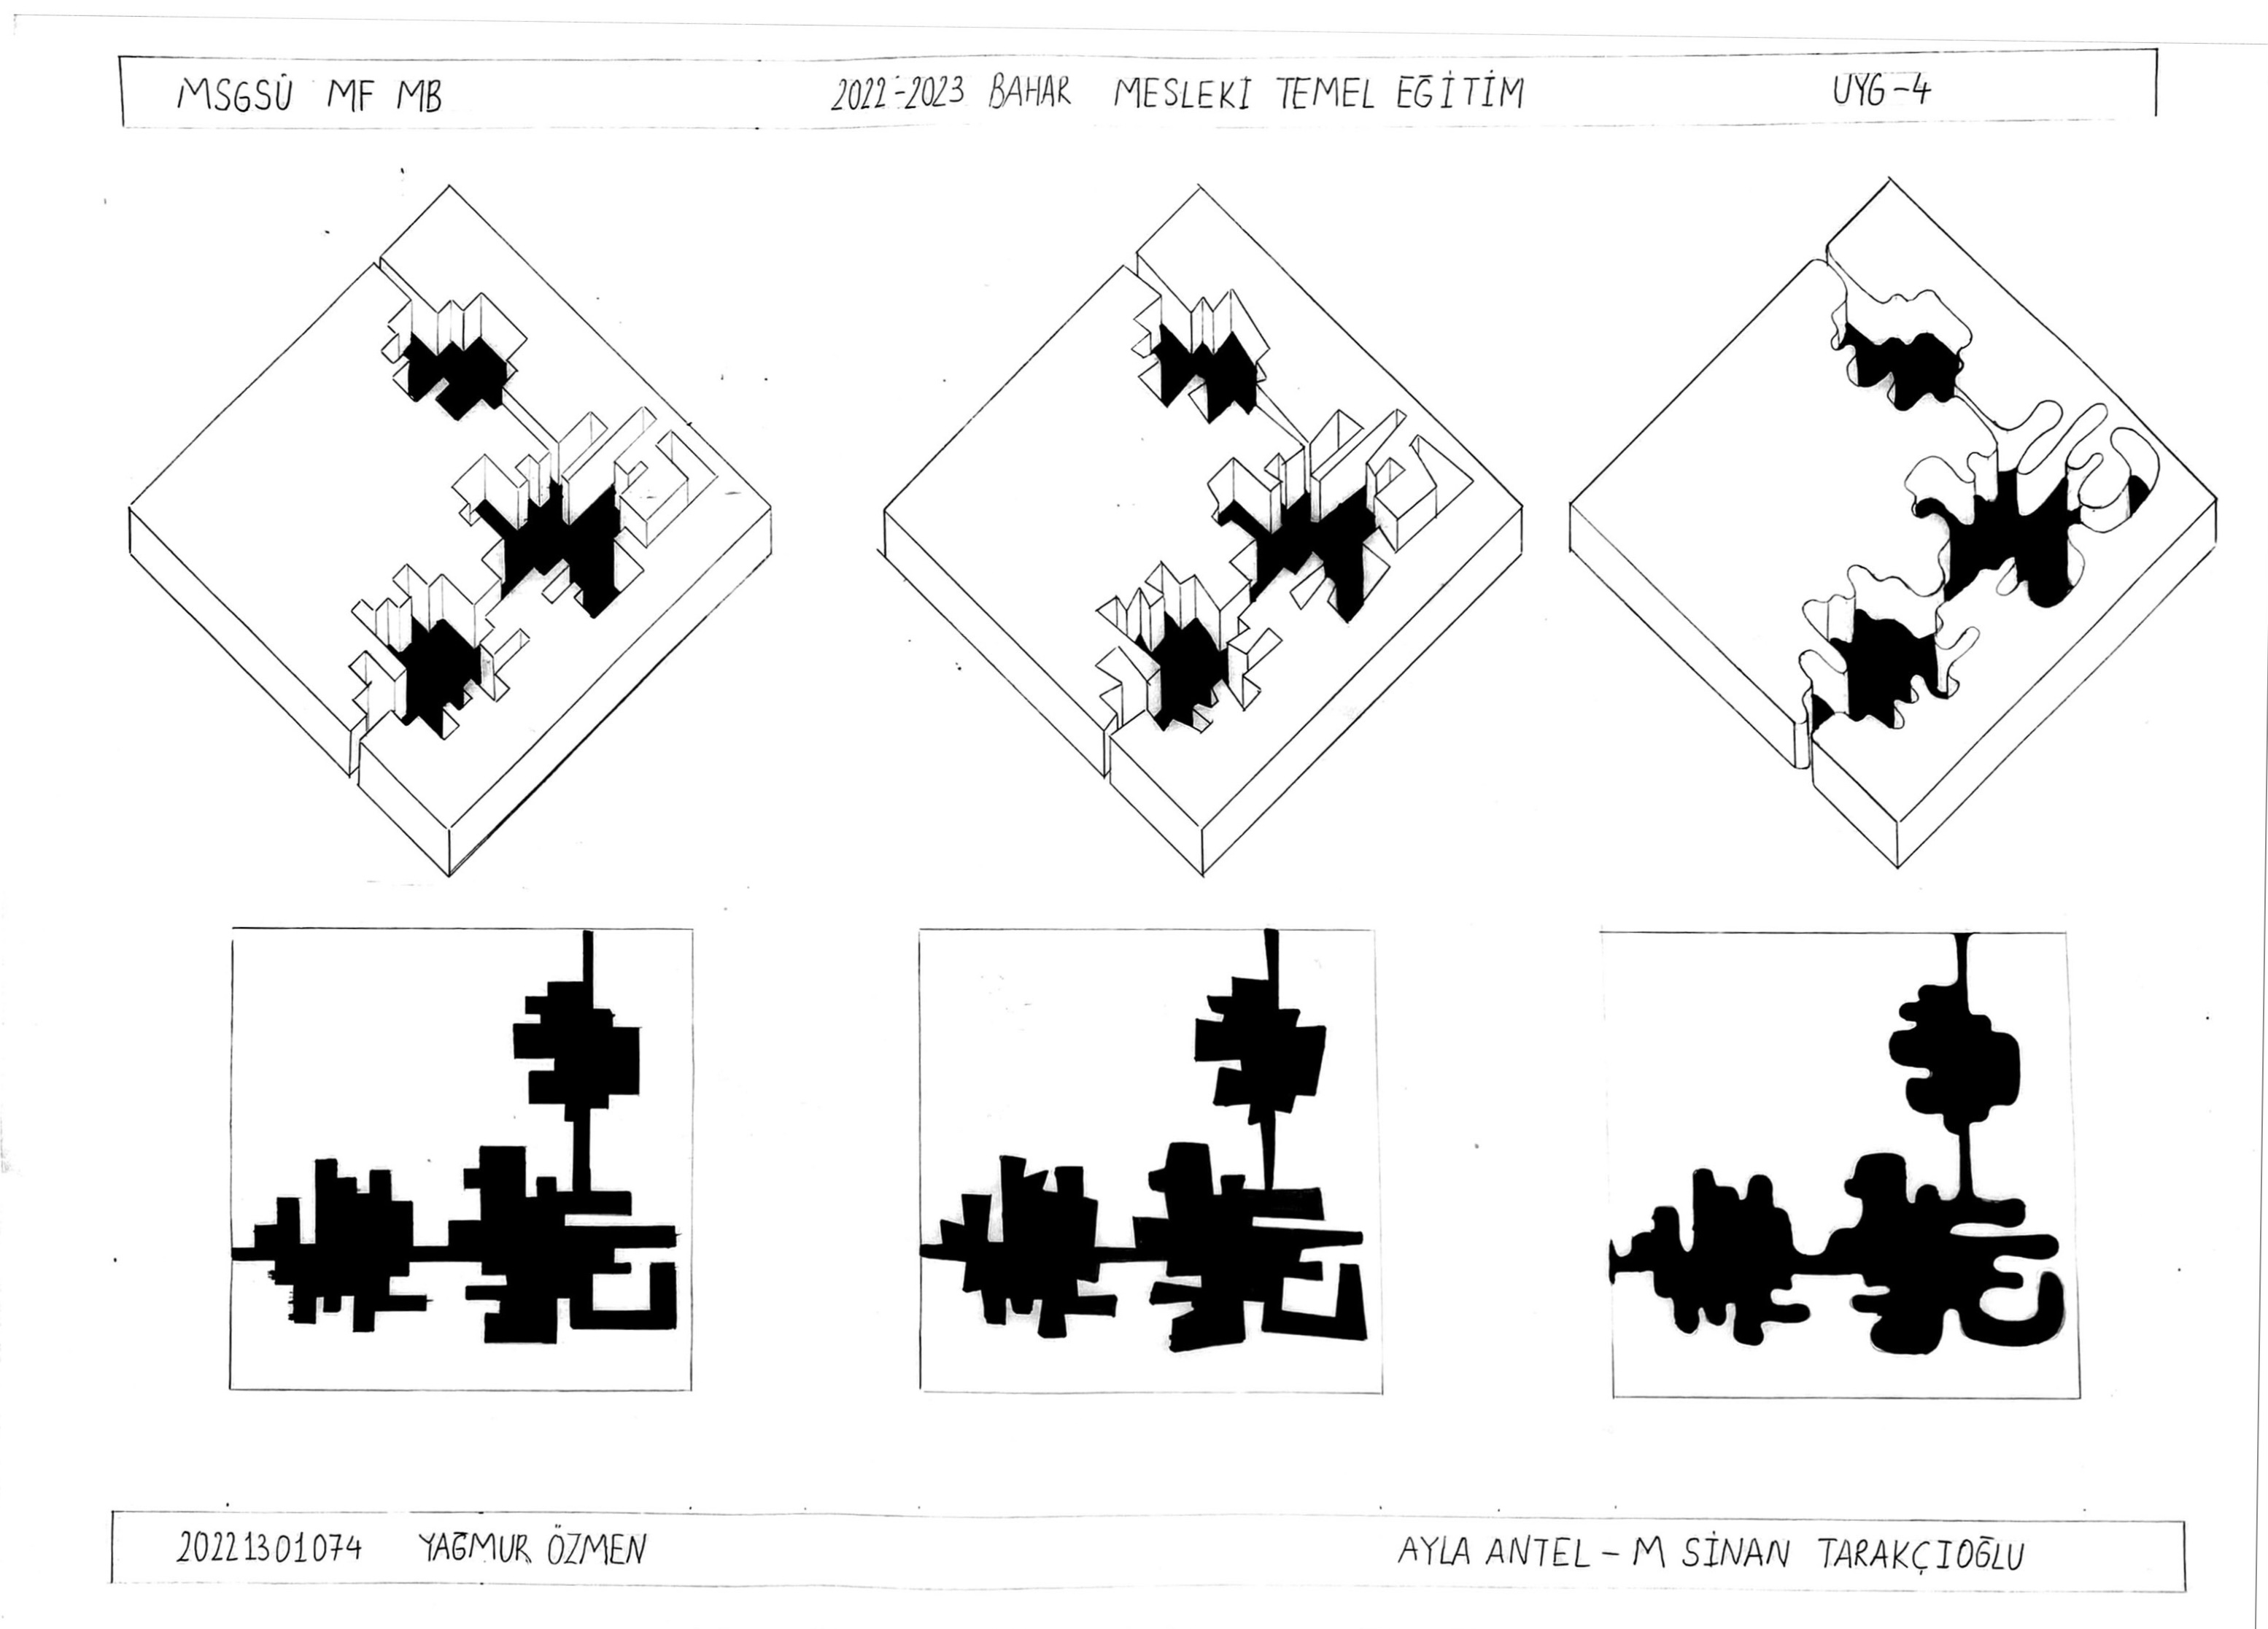 MSGSÜ MF MB 2022-2023 BAHAR MESLEKİ TEMEL EĞİTİM UYG-4
20221301074 YAĞMUR ÖZMEN AYLA ANTEL - M SİNAN TARAKÇIOĞLU